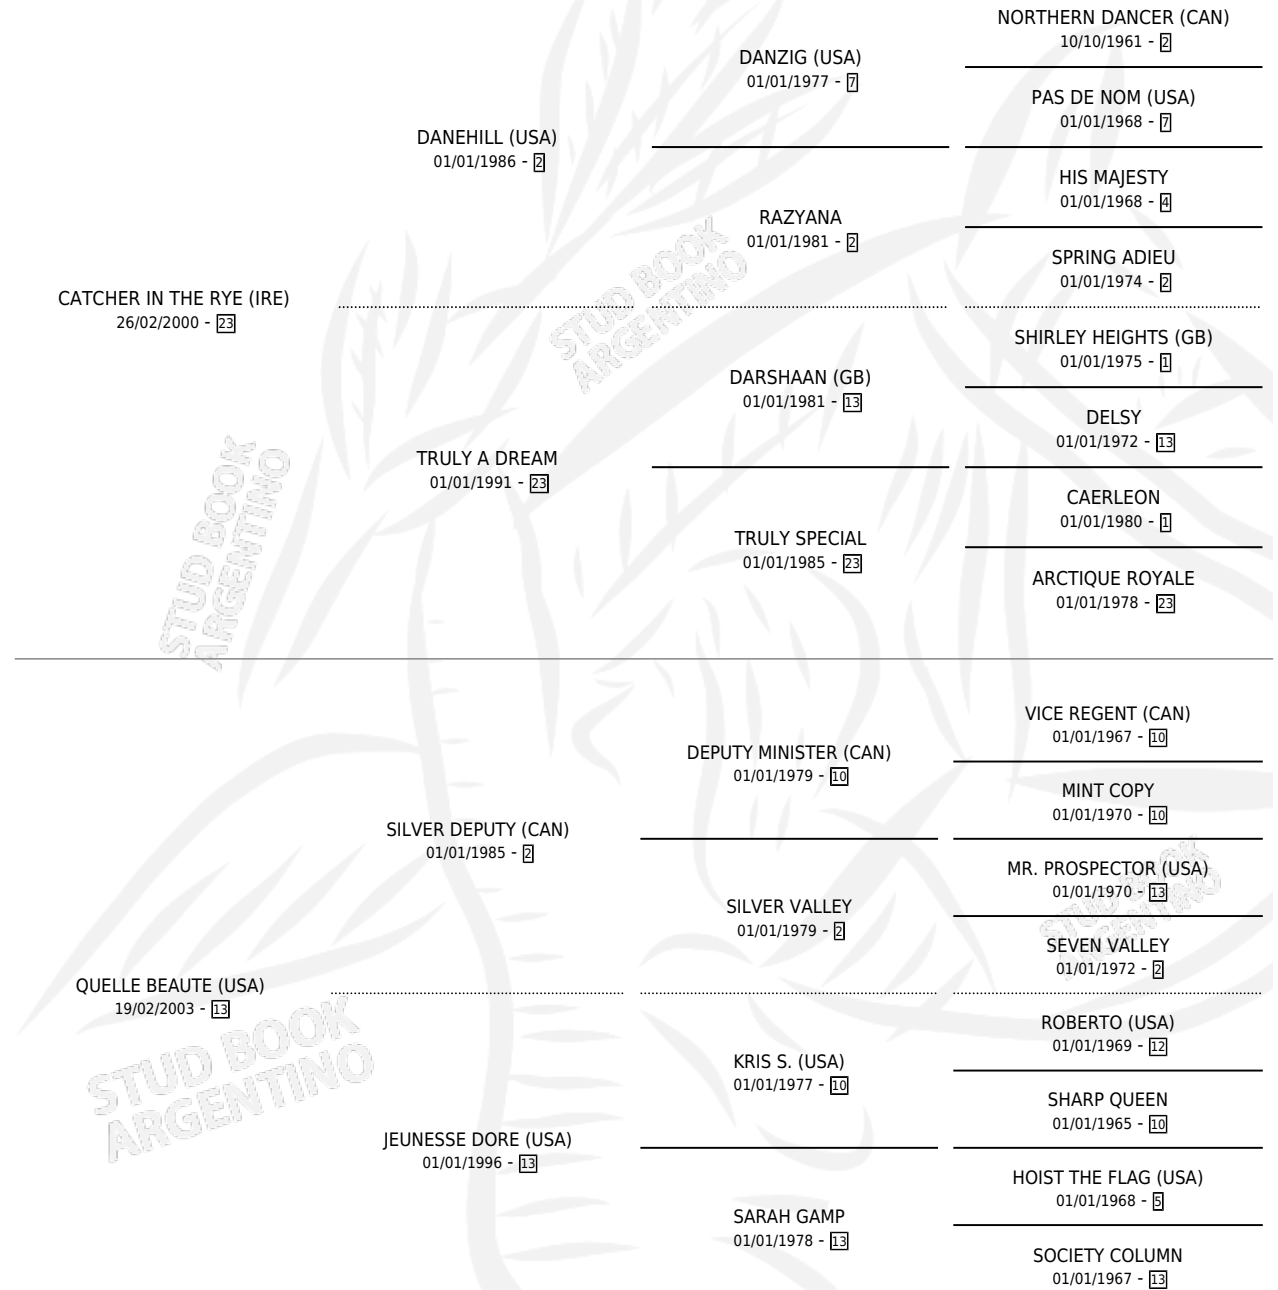 NORTHERN DANCER (CAN)
10/10/1961 - 2
DANZIG (USA)
01/01/1977 - 7
PAS DE NOM (USA)
01/01/1968 - 7
DANEHILL (USA)
01/01/1986 - 2
HIS MAJESTY
01/01/1968 - 4
RAZYANA
01/01/1981 - 2
SPRING ADIEU
01/01/1974 - 2
CATCHER IN THE RYE (IRE)
26/02/2000 - 23
STUD BOOK
ARGENTINO
SHIRLEY HEIGHTS (GB)
01/01/1975 - 1
DARSHAAN (GB)
01/01/1981 - 13
DELSY
01/01/1972 - 13
TRULY A DREAM
01/01/1991 - 23
CAERLEON
01/01/1980 - 1
TRULY SPECIAL
01/01/1985 - 23
ARCTIQUE ROYALE
01/01/1978 - 23
STUD BOOK
ARGENTINO
VICE REGENT (CAN)
01/01/1967 - 10
DEPUTY MINISTER (CAN)
01/01/1979 - 10
MINT COPY
01/01/1970 - 10
SILVER DEPUTY (CAN)
01/01/1985 - 2
MR. PROSPECTOR (USA)
01/01/1970 - 13
STUD BOOK
ARGENTINO
SILVER VALLEY
01/01/1979 - 2
SEVEN VALLEY
01/01/1972 - 2
QUELLE BEAUTE (USA)
19/02/2003 - 13
STUD BOOK
ARGENTINO
ROBERTO (USA)
01/01/1969 - 12
KRIS S. (USA)
01/01/1977 - 10
SHARP QUEEN
01/01/1965 - 10
JEUNESSE DORE (USA)
01/01/1996 - 13
HOIST THE FLAG (USA)
01/01/1968 - 5
SARAH GAMP
01/01/1978 - 13
SOCIETY COLUMN
01/01/1967 - 13